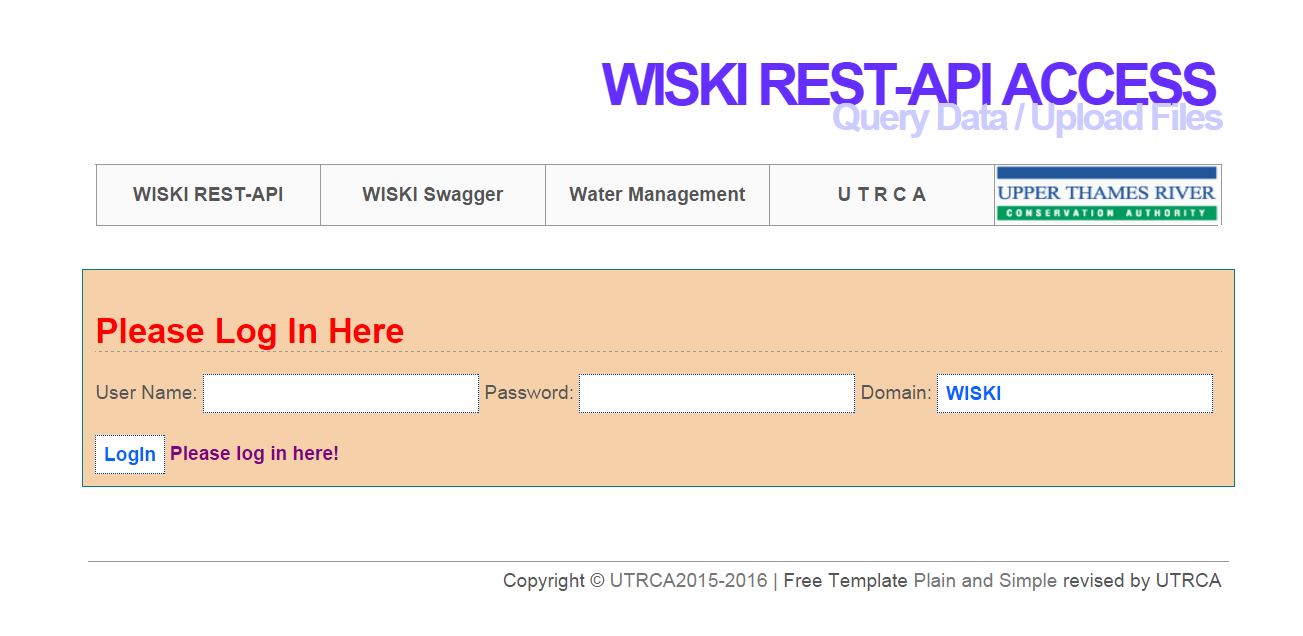 WISKI REST-API ACCESS
Query Data / Upload Files
WISKI REST-API WISKI Swagger Water Management U T R C A
UPPER THAMES RIVER
CONSERVATION AUTHORITY
Please Log In Here
User Name: Password: Domain: WISKI
LogIn Please log in here!
Copyright © UTRCA2015-2016 | Free Template Plain and Simple revised by UTRCA